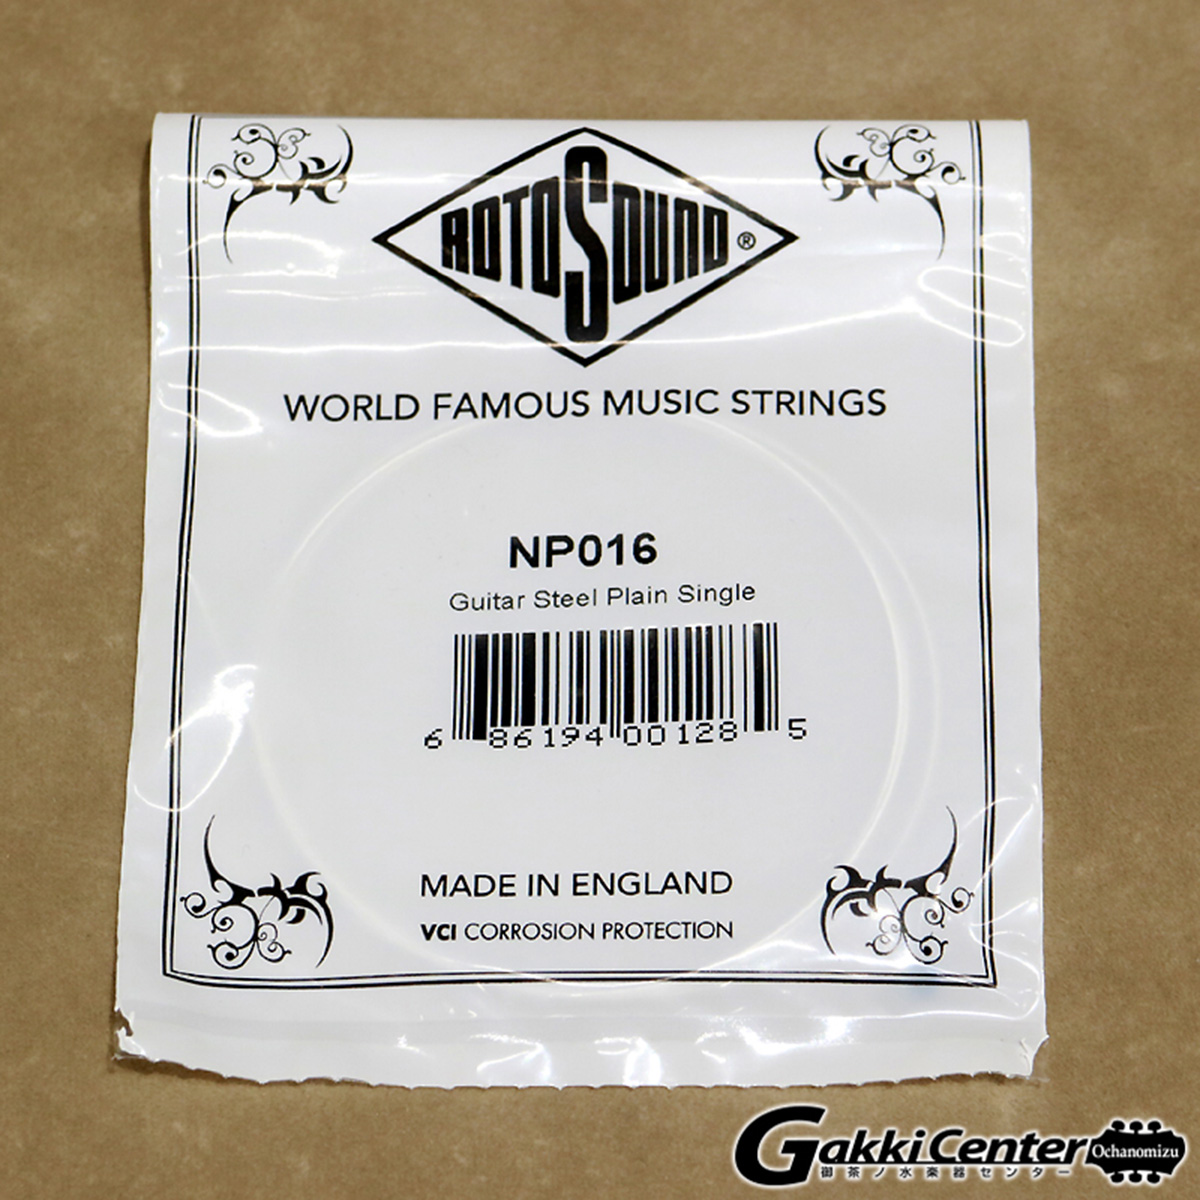 ROTOSOUND®
WORLD FAMOUS MUSIC STRINGS
NP016
Guitar Steel Plain Single
6 86194 00128 5
MADE IN ENGLAND
VCI CORROSION PROTECTION
GakkiCenter Ochanomizu
御茶ノ水楽器センター